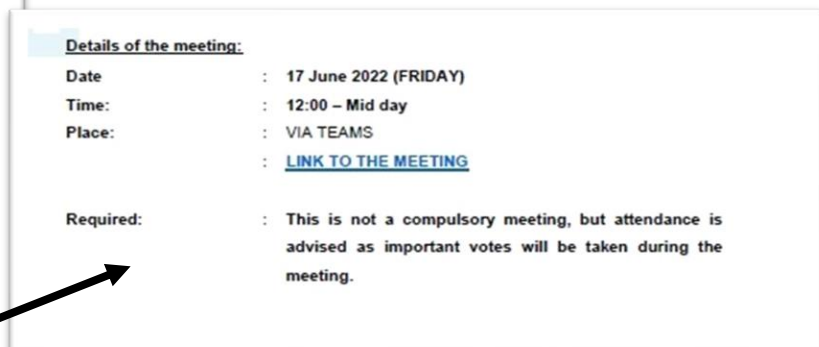 Details of the meeting:
Date : 17 June 2022 (FRIDAY)
Time: : 12:00 – Mid day
Place: : VIA TEAMS
: LINK TO THE MEETING
Required: : This is not a compulsory meeting, but attendance is
advised as important votes will be taken during the
meeting.